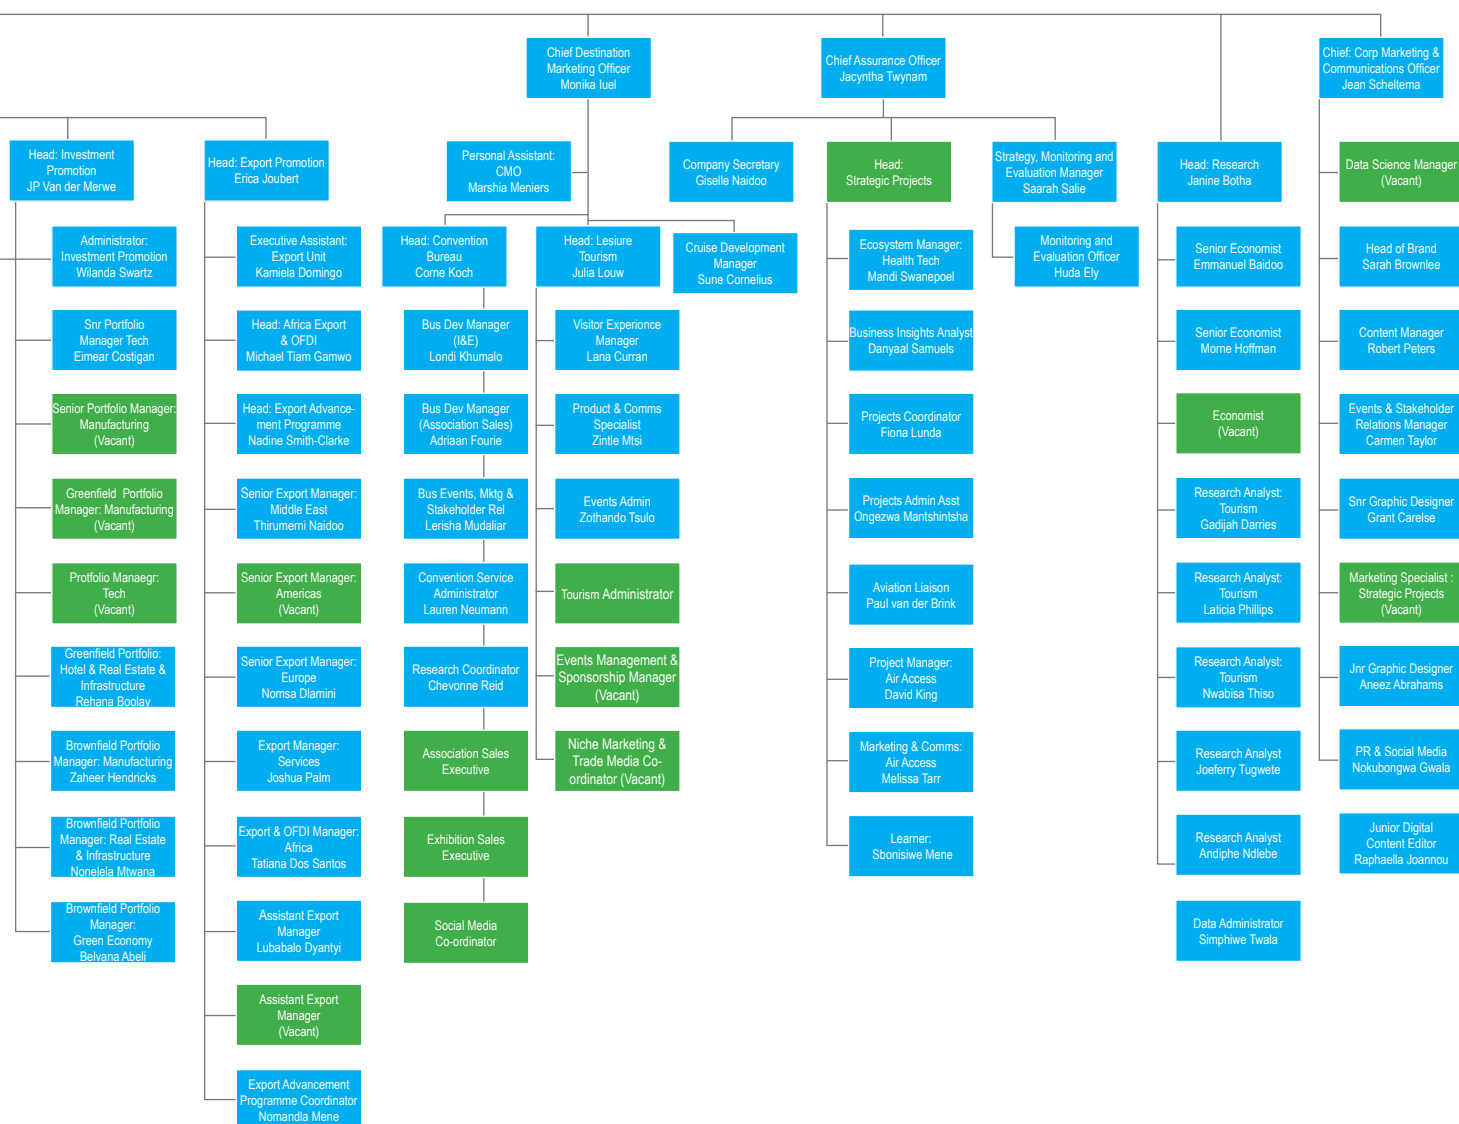 Chief Destination
Marketing Officer
Monika Iuel
Chief Assurance Officer
Jacyntha Twynam
Chief: Corp Marketing &
Communications Officer
Jean Scheltema
Head: Investment
Promotion
JP Van der Merwe
Administrator:
Investment Promotion
Wilanda Swartz
Snr Portfolio
Manager Tech
Eimear Costigan
Senior Portfolio Manager:
Manufacturing
(Vacant)
Greenfield Portfolio
Manager: Manufacturing
(Vacant)
Protfolio Manaegr:
Tech
(Vacant)
Greenfield Portfolio:
Hotel & Real Estate &
Infrastructure
Rehana Boolay
Brownfield Portfolio
Manager: Manufacturing
Zaheer Hendricks
Brownfield Portfolio
Manager: Real Estate
& Infrastructure
Nonelela Mtwana
Brownfield Portfolio
Manager:
Green Economy
Belvana Abeli
Head: Export Promotion
Erica Joubert
Executive Assistant:
Export Unit
Kamiela Domingo
Head: Africa Export
& OFDI
Michael Tiam Gamwo
Head: Export Advance-
ment Programme
Nadine Smith-Clarke
Senior Export Manager:
Middle East
Thirumemi Naidoo
Senior Export Manager:
Americas
(Vacant)
Senior Export Manager:
Europe
Nomsa Dlamini
Export Manager:
Services
Joshua Palm
Export & OFDI Manager:
Africa
Tatiana Dos Santos
Assistant Export
Manager
Lubabalo Dyantyi
Assistant Export
Manager
(Vacant)
Export Advancement
Programme Coordinator
Nomandla Mene
Personal Assistant:
CMO
Marshia Meniers
Head: Convention
Bureau
Corne Koch
Bus Dev Manager
(I&E)
Londi Khumalo
Bus Dev Manager
(Association Sales)
Adriaan Fourie
Bus Events, Mktg &
Stakeholder Rel
Lerisha Mudaliar
Convention Service
Administrator
Lauren Neumann
Research Coordinator
Chevonne Reid
Association Sales
Executive
Exhibition Sales
Executive
Social Media
Co-ordinator
Head: Lesiure
Tourism
Julia Louw
Visitor Experionce
Manager
Lana Curran
Product & Comms
Specialist
Zintle Mtsi
Events Admin
Zothando Tsulo
Tourism Administrator
Events Management &
Sponsorship Manager
(Vacant)
Niche Marketing &
Trade Media Co-
ordinator (Vacant)
Cruise Development
Manager
Sune Cornelius
Company Secretary
Giselle Naidoo
Head:
Strategic Projects
Ecosystem Manager:
Health Tech
Mandi Swanepoel
Business Insights Analyst
Danyaal Samuels
Projects Coordinator
Fiona Lunda
Projects Admin Asst
Ongezwa Mantshintsha
Aviation Liaison
Paul van der Brink
Project Manager:
Air Access
David King
Marketing & Comms:
Air Access
Melissa Tarr
Learner:
Sbonisiwe Mene
Strategy, Monitoring and
Evaluation Manager
Saarah Salie
Monitoring and
Evaluation Officer
Huda Ely
Head: Research
Janine Botha
Senior Economist
Emmanuel Baidoo
Senior Economist
Morne Hoffman
Economist
(Vacant)
Research Analyst:
Tourism
Gadijah Darries
Research Analyst:
Tourism
Laticia Phillips
Research Analyst:
Tourism
Nwabisa Thiso
Research Analyst
Joeferry Tugwete
Research Analyst
Andiphe Ndlebe
Data Administrator
Simphiwe Twala
Data Science Manager
(Vacant)
Head of Brand
Sarah Brownlee
Content Manager
Robert Peters
Events & Stakeholder
Relations Manager
Carmen Taylor
Snr Graphic Designer
Grant Carelse
Marketing Specialist :
Strategic Projects
(Vacant)
Jnr Graphic Designer
Aneez Abrahams
PR & Social Media
Nokubongwa Gwala
Junior Digital
Content Editor
Raphaella Joannou